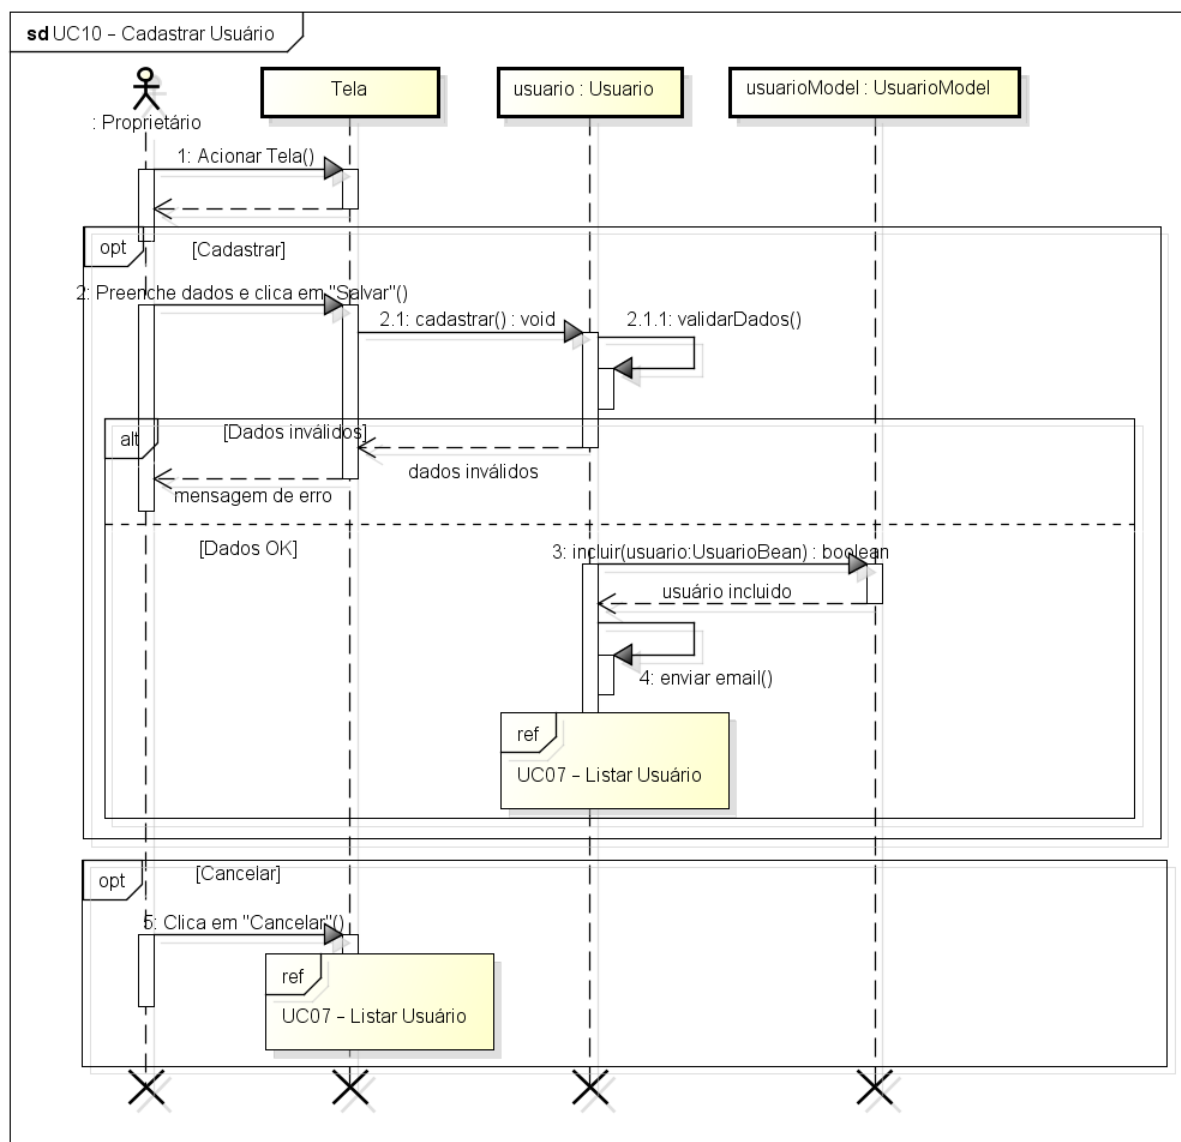 sd UC10 – Cadastrar Usuário
: Proprietário
Tela
usuario : Usuario
usuarioModel : UsuarioModel
1: Acionar Tela()
opt
[Cadastrar]
2: Preenche dados e clica em "Salvar"()
2.1: cadastrar() : void
2.1.1: validarDados()
alt
[Dados inválidos]
dados inválidos
mensagem de erro
[Dados OK]
3: incluir(usuario:UsuarioBean) : boolean
usuário incluido
4: enviar email()
ref
UC07 – Listar Usuário
opt
[Cancelar]
5: Clica em "Cancelar"()
ref
UC07 – Listar Usuário